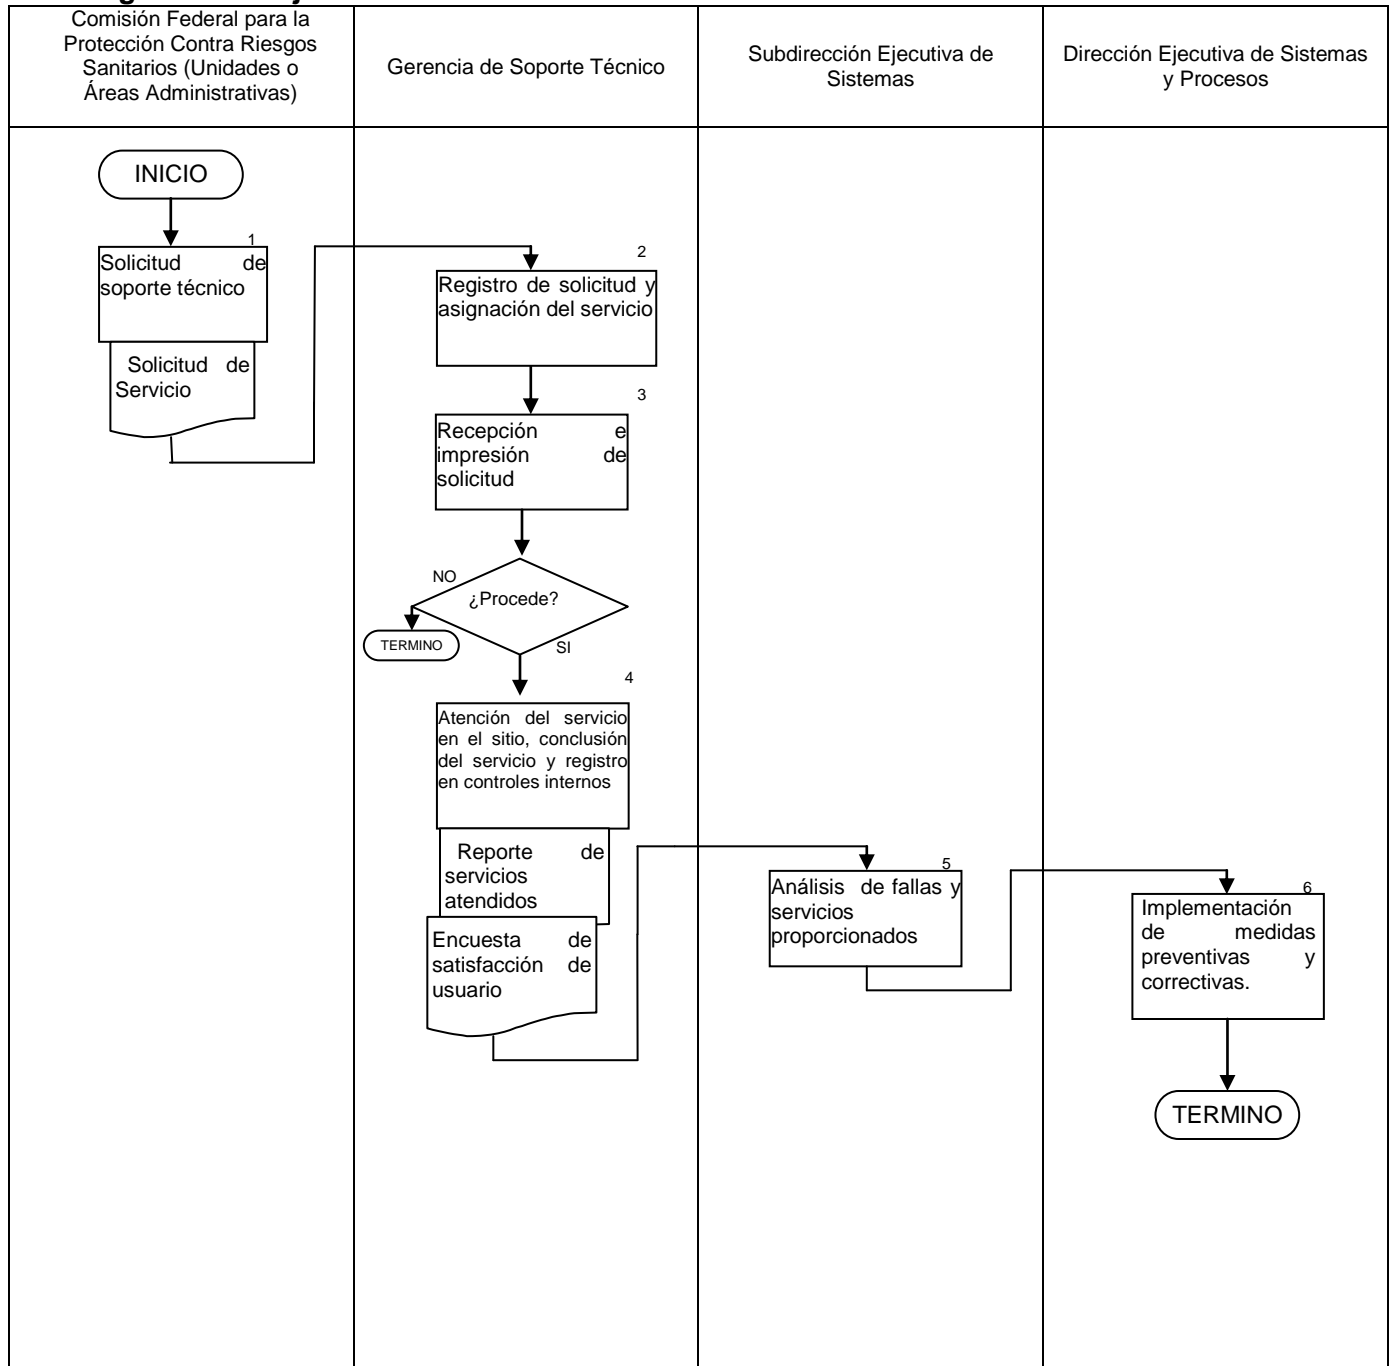 Comisión Federal para la
Protección Contra Riesgos
Sanitarios (Unidades o
Áreas Administrativas)
Gerencia de Soporte Técnico
Subdirección Ejecutiva de
Sistemas
Dirección Ejecutiva de Sistemas
y Procesos
INICIO
1
Solicitud de
soporte técnico
Solicitud de
Servicio
2
Registro de solicitud y
asignación del servicio
3
Recepción e
impresión de
solicitud
NO
¿Procede?
TERMINO
SI
4
Atención del servicio
en el sitio, conclusión
del servicio y registro
en controles internos
Reporte de
servicios
atendidos
Encuesta de
satisfacción de
usuario
5
Análisis de fallas y
servicios
proporcionados
6
Implementación
de medidas
preventivas y
correctivas.
TERMINO